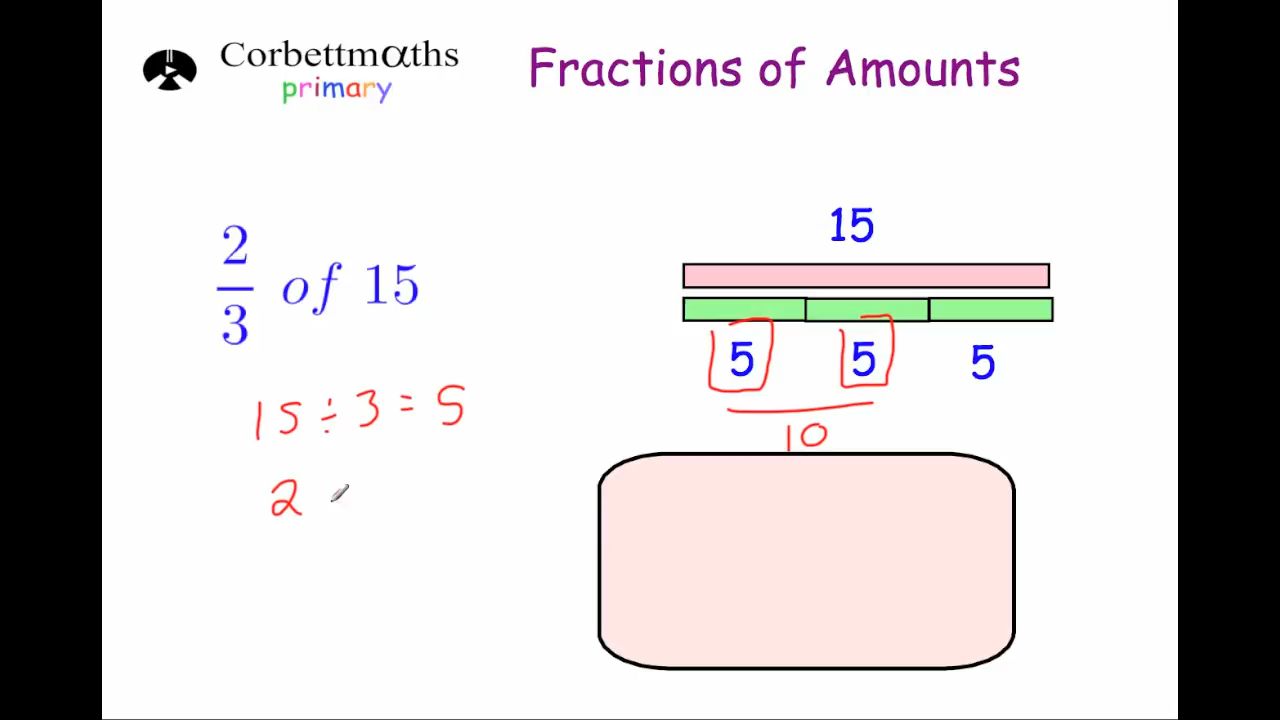 Corbettmαths
primary
Fractions of Amounts
2
3
of 15
15 ÷ 3 = 5
2
15
5 5 5
10